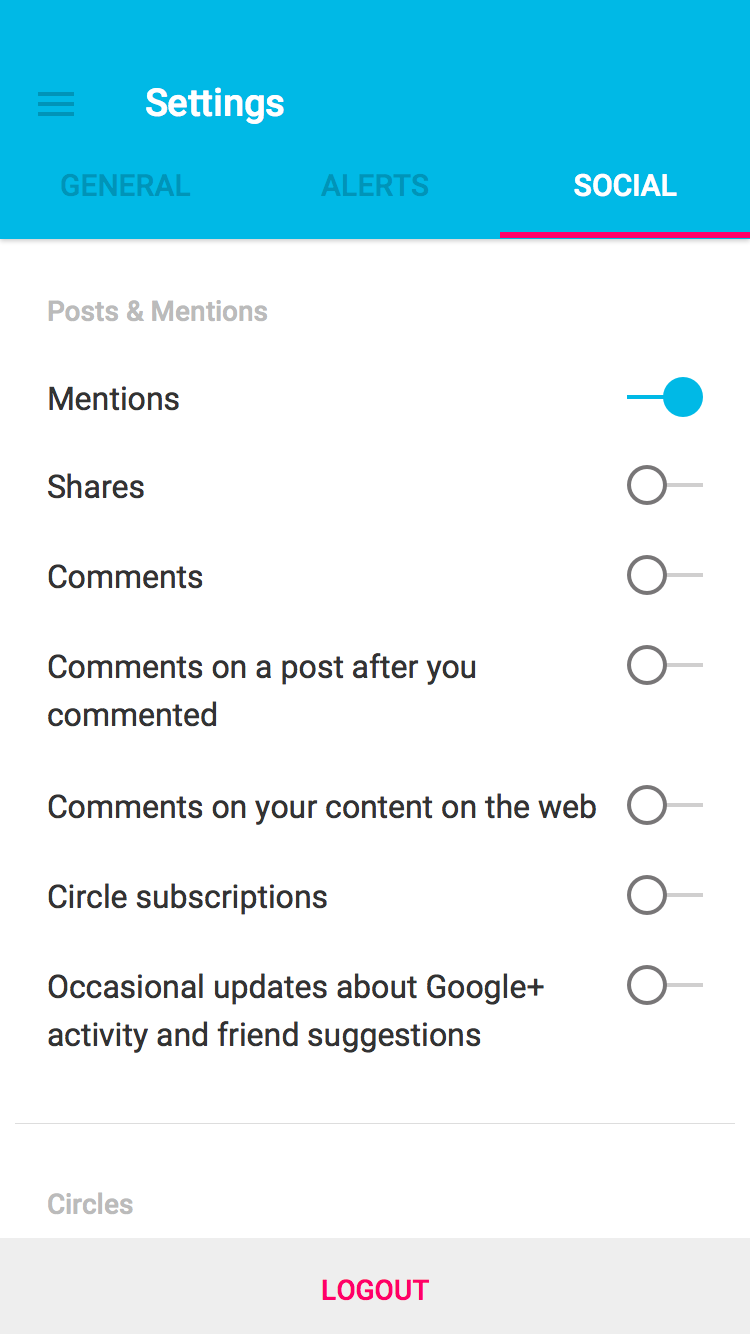 Settings
GENERAL ALERTS SOCIAL
Posts & Mentions
Mentions
Shares
Comments
Comments on a post after you
commented
Comments on your content on the web
Circle subscriptions
Occasional updates about Google+
activity and friend suggestions
Circles
LOGOUT